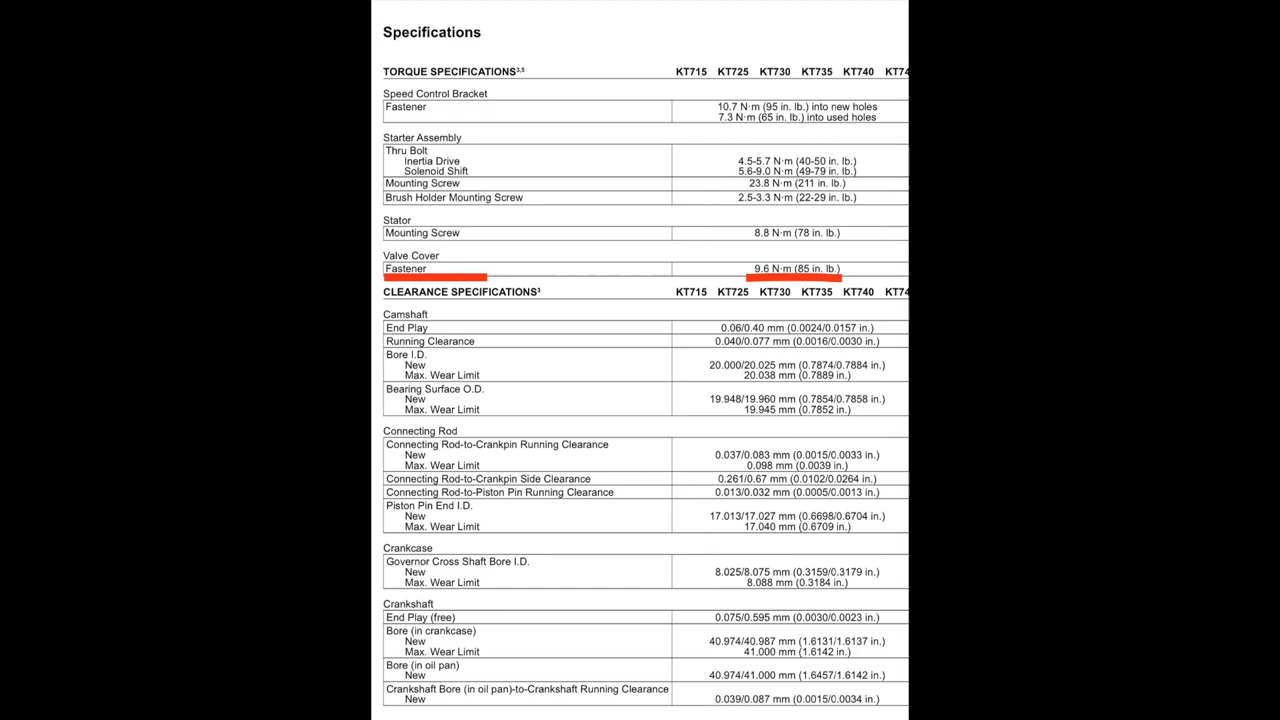 Specifications
TORQUE SPECIFICATIONS3,5 KT715 KT725 KT730 KT735 KT740 KT74
Speed Control Bracket
Fastener 10.7 N·m (95 in. lb.) into new holes
7.3 N·m (65 in. lb.) into used holes
Starter Assembly
Thru Bolt
Inertia Drive 4.5-5.7 N·m (40-50 in. lb.)
Solenoid Shift 5.6-9.0 N·m (49-79 in. lb.)
Mounting Screw 23.8 N·m (211 in. lb.)
Brush Holder Mounting Screw 2.5-3.3 N·m (22-29 in. lb.)
Stator
Mounting Screw 8.8 N·m (78 in. lb.)
Valve Cover
Fastener 9.6 N·m (85 in. lb.)
CLEARANCE SPECIFICATIONS3 KT715 KT725 KT730 KT735 KT740 KT74
Camshaft
End Play 0.06/0.40 mm (0.0024/0.0157 in.)
Running Clearance 0.040/0.077 mm (0.0016/0.0030 in.)
Bore I.D.
New 20.000/20.025 mm (0.7874/0.7884 in.)
Max. Wear Limit 20.038 mm (0.7889 in.)
Bearing Surface O.D.
New 19.948/19.960 mm (0.7854/0.7858 in.)
Max. Wear Limit 19.945 mm (0.7852 in.)
Connecting Rod
Connecting Rod-to-Crankpin Running Clearance
New 0.037/0.083 mm (0.0015/0.0033 in.)
Max. Wear Limit 0.098 mm (0.0039 in.)
Connecting Rod-to-Crankpin Side Clearance 0.261/0.67 mm (0.0102/0.0264 in.)
Connecting Rod-to-Piston Pin Running Clearance 0.013/0.032 mm (0.0005/0.0013 in.)
Piston Pin End I.D.
New 17.013/17.027 mm (0.6698/0.6704 in.)
Max. Wear Limit 17.040 mm (0.6709 in.)
Crankcase
Governor Cross Shaft Bore I.D.
New 8.025/8.075 mm (0.3159/0.3179 in.)
Max. Wear Limit 8.088 mm (0.3184 in.)
Crankshaft
End Play (free) 0.075/0.595 mm (0.0030/0.0023 in.)
Bore (in crankcase)
New 40.974/40.987 mm (1.6131/1.6137 in.)
Max. Wear Limit 41.000 mm (1.6142 in.)
Bore (in oil pan)
New 40.974/41.000 mm (1.6457/1.6142 in.)
Crankshaft Bore (in oil pan)-to-Crankshaft Running Clearance
New 0.039/0.087 mm (0.0015/0.0034 in.)